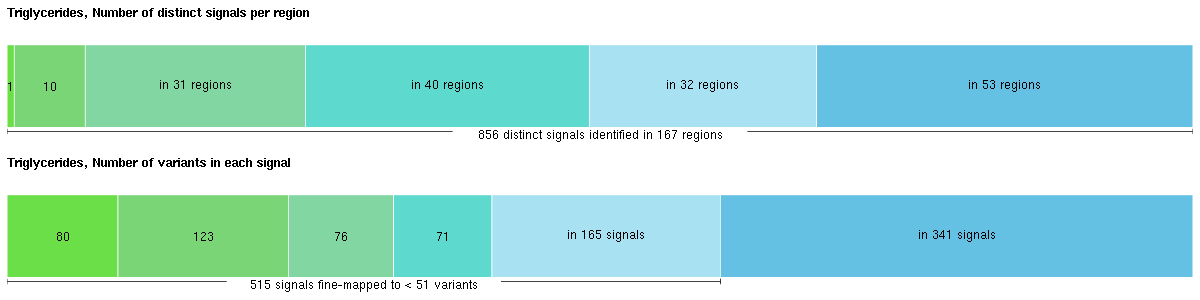 Triglycerides, Number of distinct signals per region
1 10 in 31 regions in 40 regions in 32 regions in 53 regions
856 distinct signals identified in 167 regions
Triglycerides, Number of variants in each signal
80 123 76 71 in 165 signals in 341 signals
515 signals fine-mapped to < 51 variants